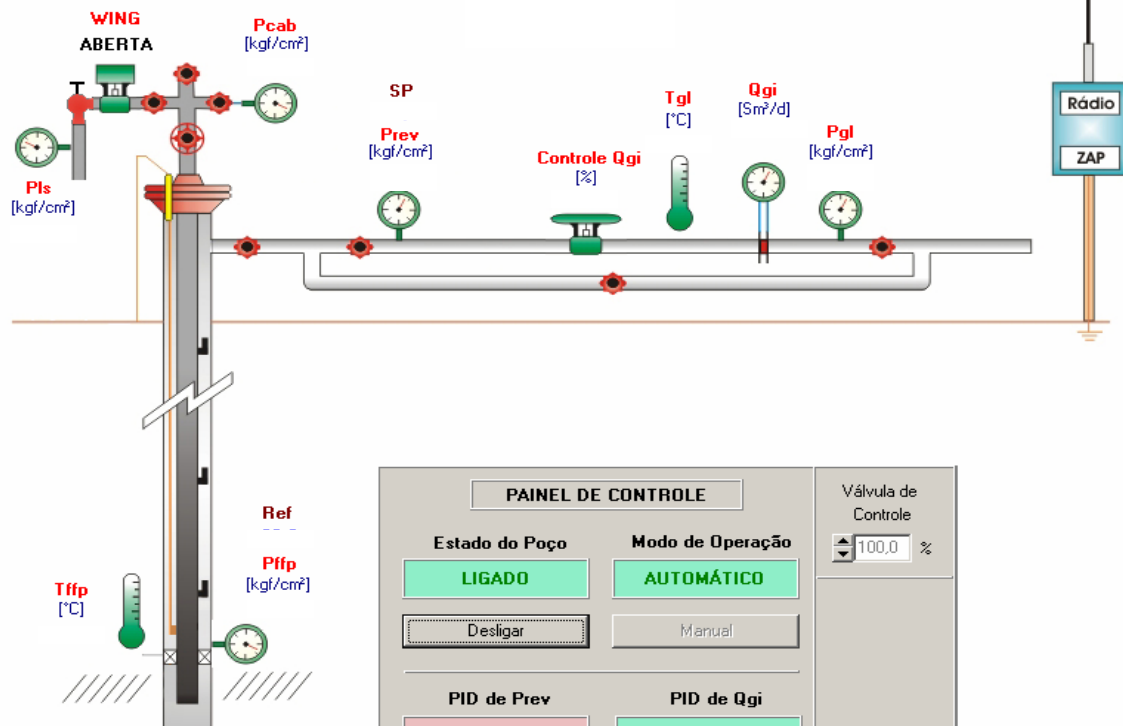 WING
ABERTA
Pcab
[kgf/cm²]
Pls
[kgf/cm²]
SP
Prev
[kgf/cm²]
Controle Qgi
[%]
Tgl
[°C]
Qgi
[Sm³/d]
Pgl
[kgf/cm²]
Rádio
ZAP
Ref
Pffp
[kgf/cm²]
Tffp
[°C]
PAINEL DE CONTROLE
Estado do Poço
LIGADO
Desligar
Modo de Operação
AUTOMÁTICO
Manual
PID de Prev
PID de Qgi
Válvula de
Controle
100,0 %